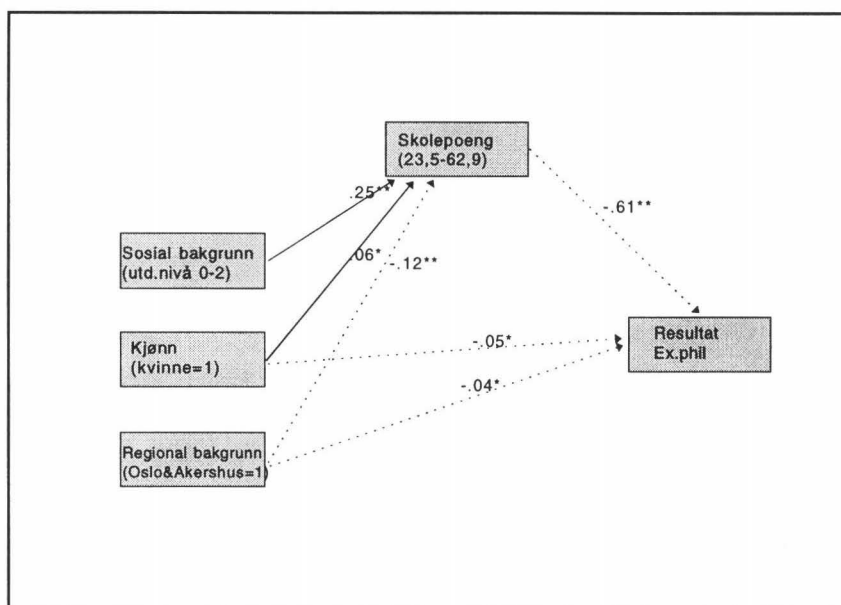 Skolepoeng
(23,5-62,9)
.25**
-.61**
Sosial bakgrunn
(utd.nivå 0-2)
.06*
-.12**
Kjønn
(kvinne=1)
-.05*
Resultat
Ex.phil
-.04*
Regional bakgrunn
(Oslo&Akershus=1)